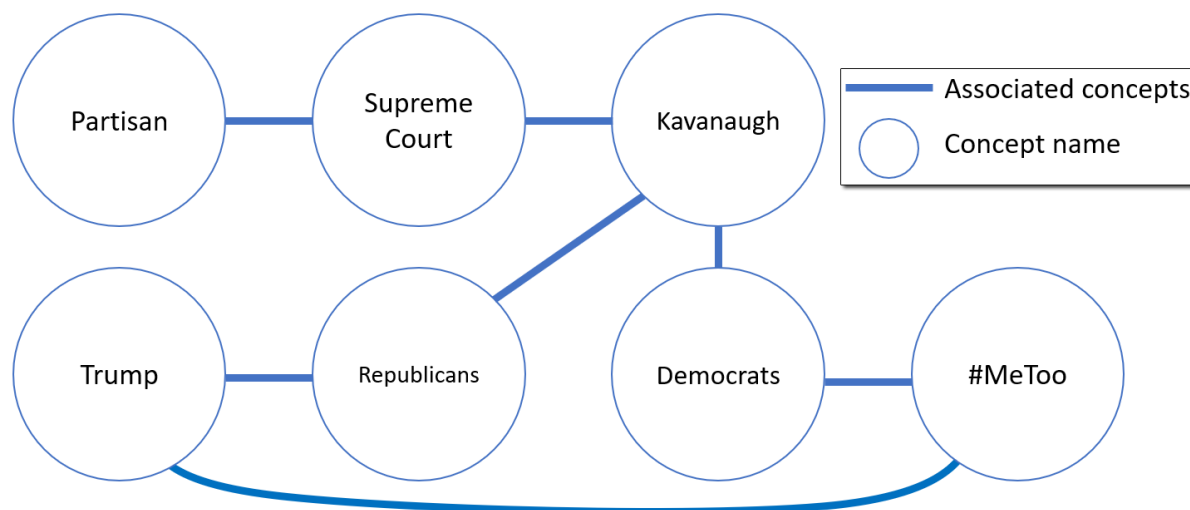 Partisan
Supreme
Court
Kavanaugh
Associated concepts
Concept name
Trump
Republicans
Democrats
#MeToo